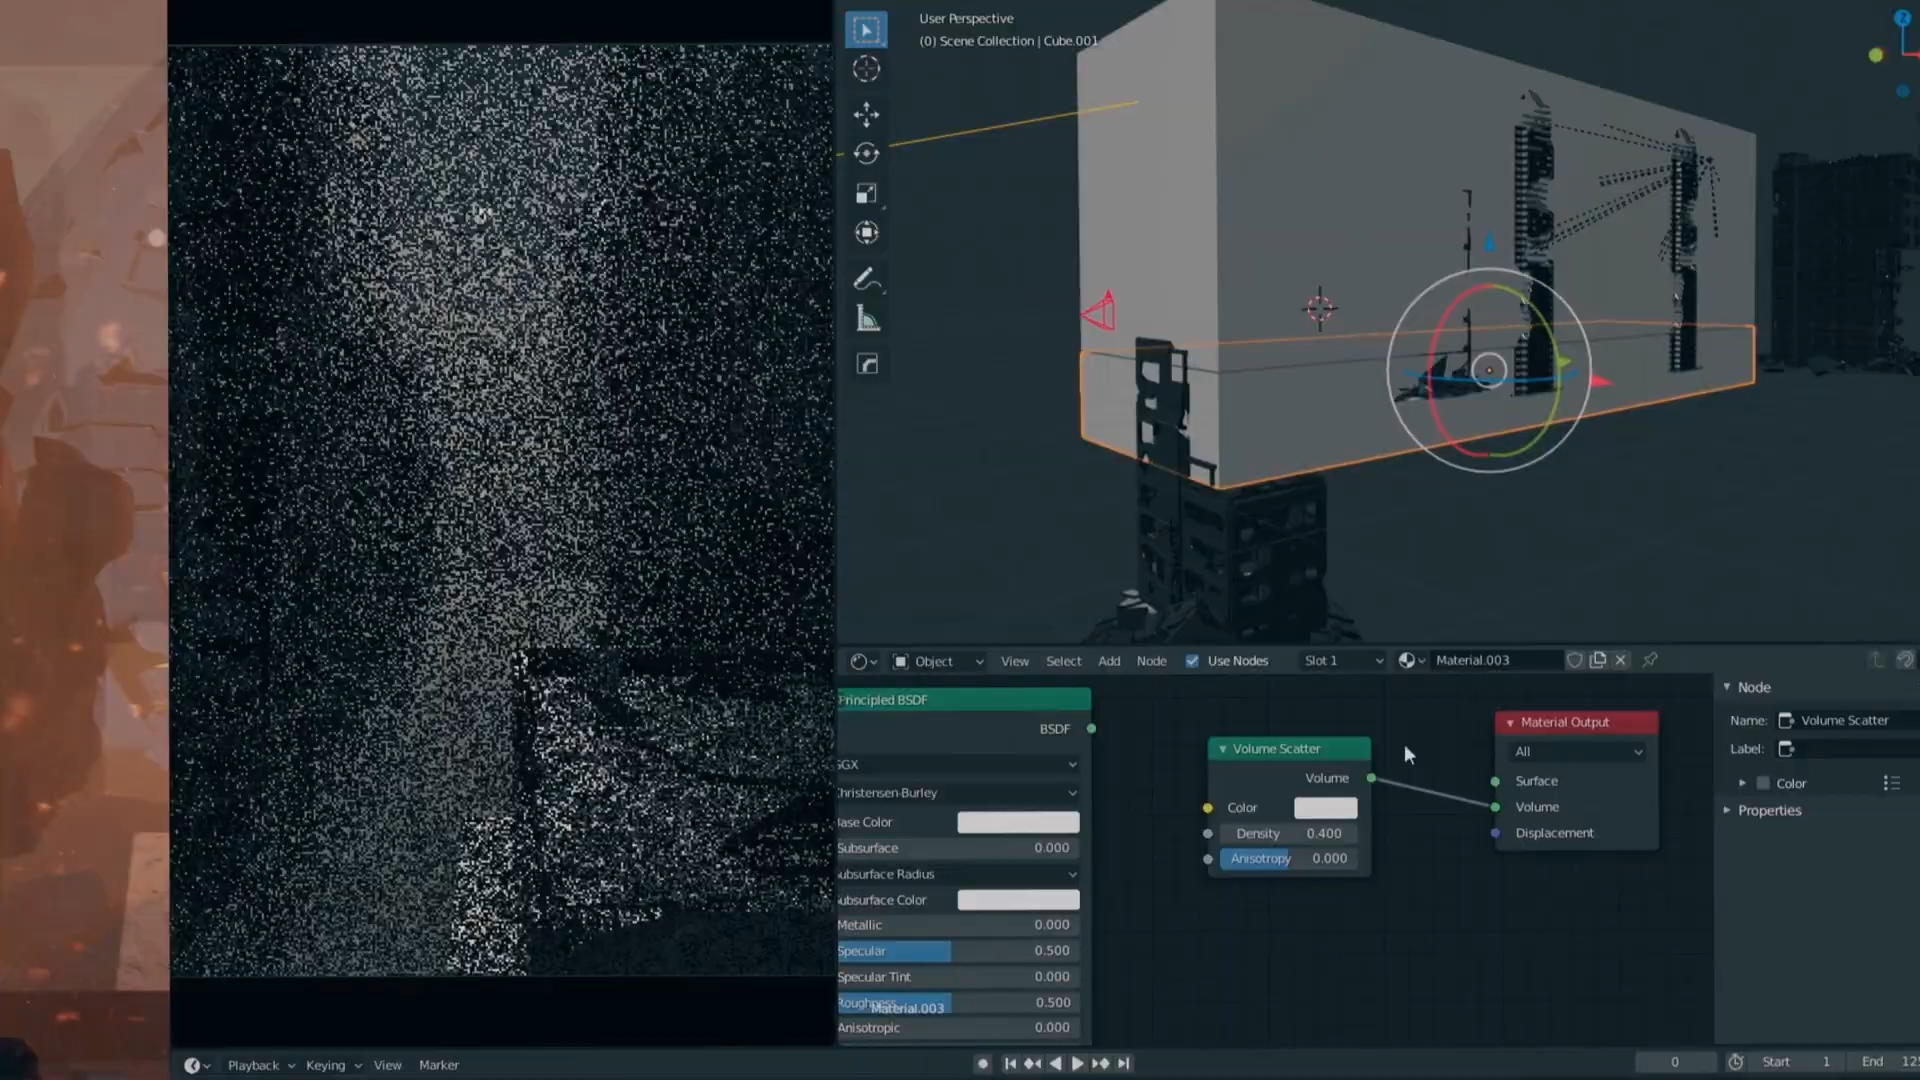 User Perspective
(0) Scene Collection | Cube.001
Object
View
Select
Add
Node
Use Nodes
Slot 1
Material.003
Principled BSDF
BSDF
GGX
Christensen-Burley
Base Color
Subsurface
0.000
Subsurface Radius
Subsurface Color
Metallic
0.000
Specular
0.500
Specular Tint
0.000
Roughness
0.500
Material.003
Anisotropic
0.000
Volume Scatter
Volume
Color
Density
0.400
Anisotropy
0.000
Material Output
All
Surface
Volume
Displacement
Node
Name:
Volume Scatter
Label:
Color
Properties
Playback
Keying
View
Marker
0
Start
1
End